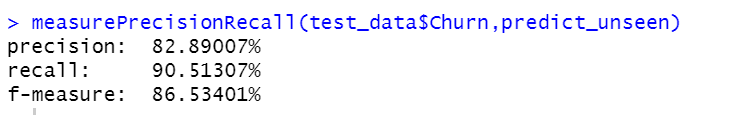 > measurePrecisionRecall(test_data$Churn,predict_unseen)
precision:  82.89007%
recall:     90.51307%
f-measure:  86.53401%